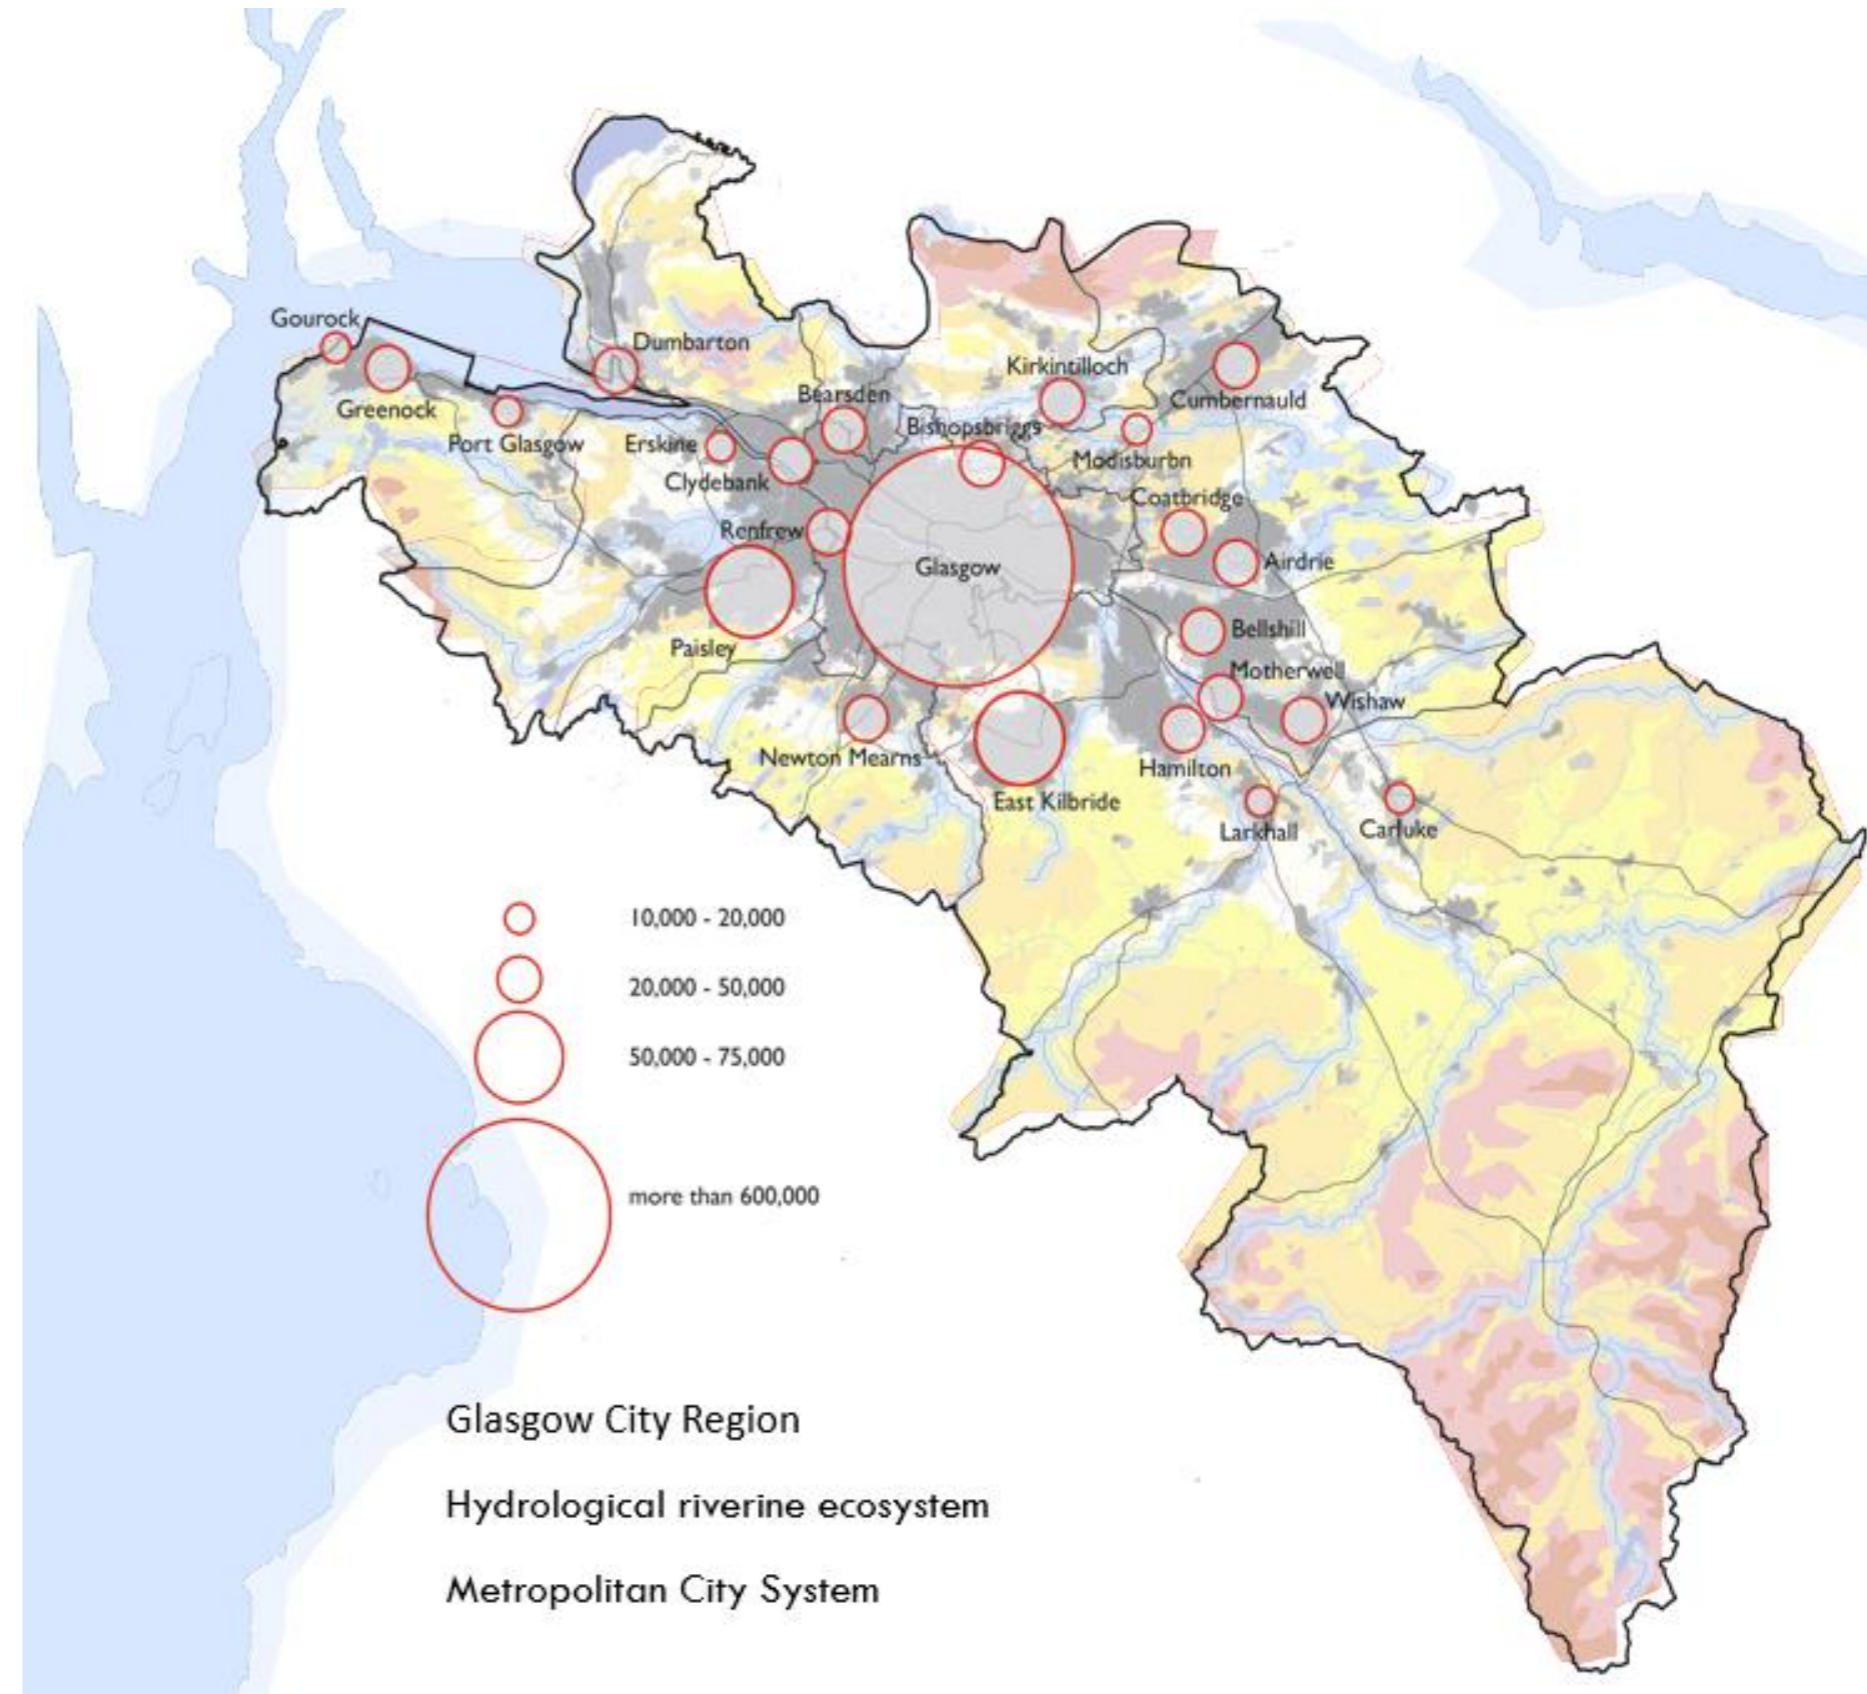 Gourock
Dumbarton
Greenock
Port Glasgow
Bearsden
Kirkintilloch
Cumbernauld
Bishopsbriggs
Erskine
Clydebank
Modisburbn
Coatbridge
Renfrew
Glasgow
Airdrie
Bellshill
Paisley
Motherwell
Wishaw
Newton Mearns
Hamilton
East Kilbride
Larkhall
Carluke
10,000 - 20,000
20,000 - 50,000
50,000 - 75,000
more than 600,000
Glasgow City Region
Hydrological riverine ecosystem
Metropolitan City System